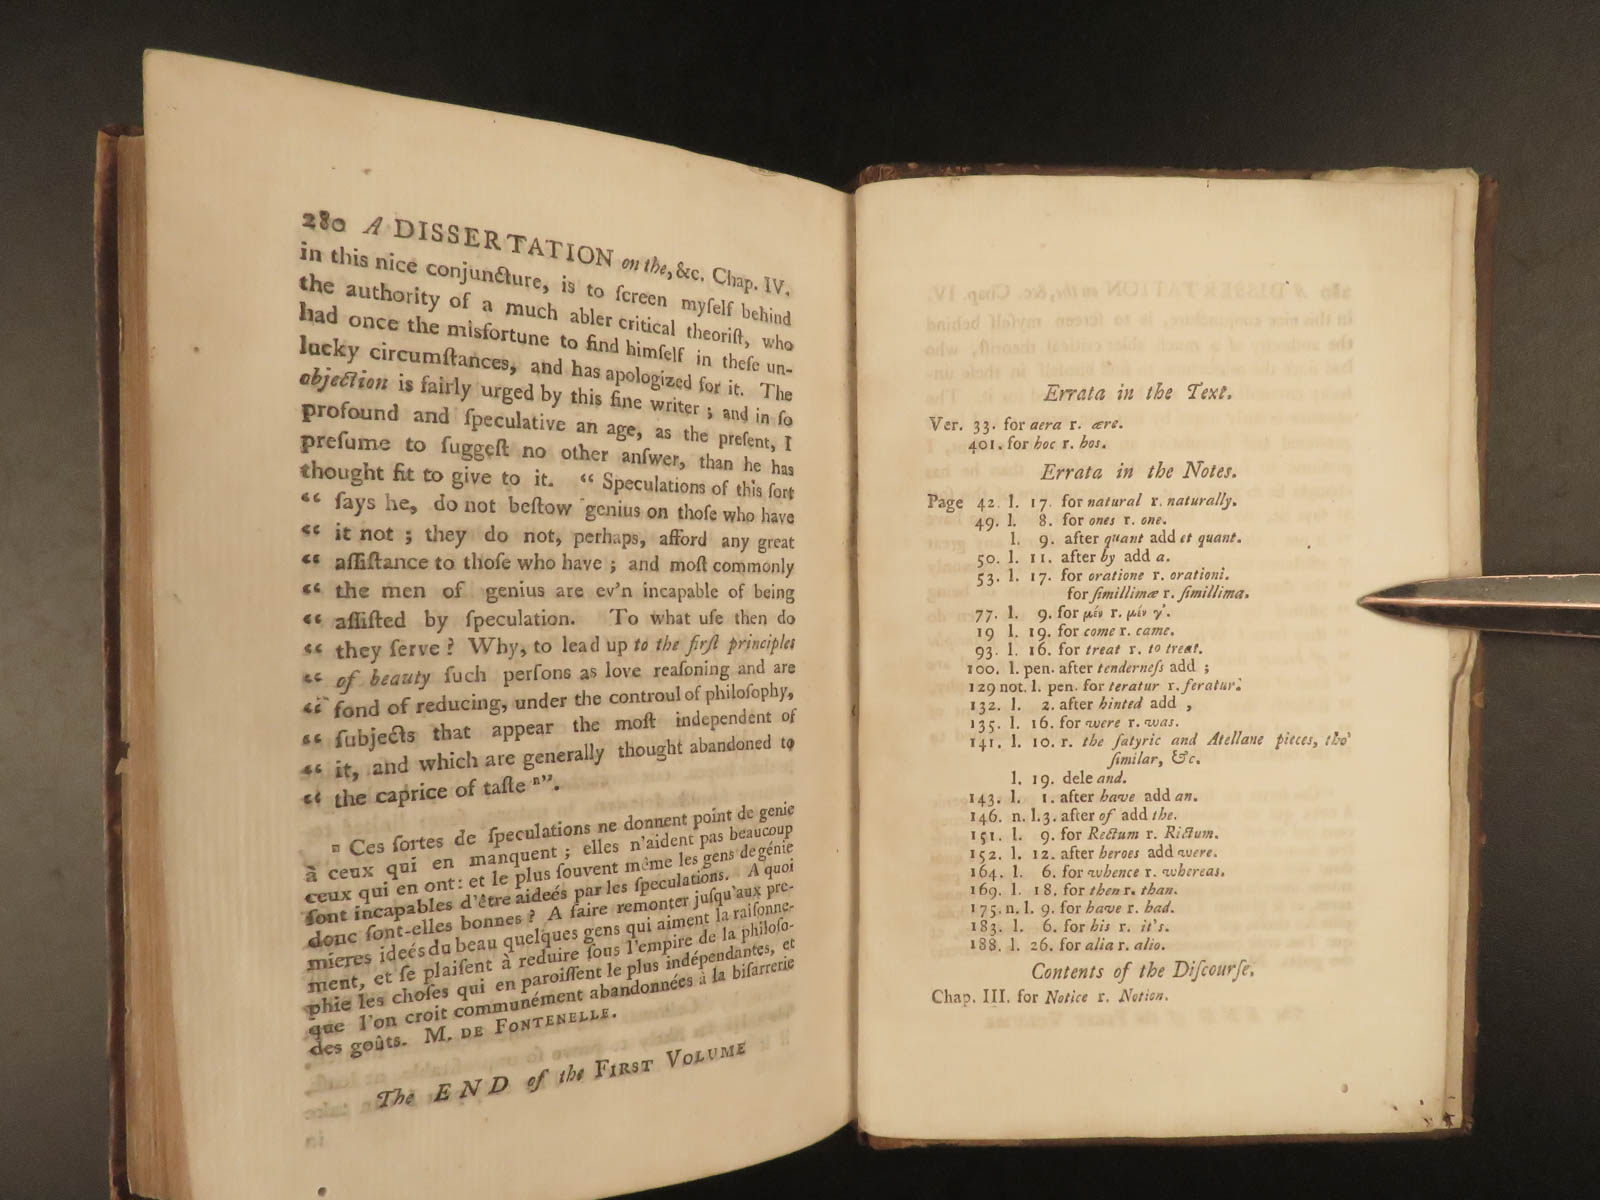 280 A DISSERTATION on the, &c. Chap. IV.
in this nice conjuncture, is to ſcreen myſelf behind
the authority of a much abler critical theoriſt, who
had once the misfortune to find himſelf in theſe un-
lucky circumſtances, and has apologized for it. The
objection is fairly urged by this fine writer; and in ſo
profound and ſpeculative an age, as the preſent, I
preſume to ſuggeſt no other anſwer, than he has
thought fit to give to it. “ Speculations of this ſort
“ ſays he, do not beſtow genius on thoſe who have
“ it not ; they do not, perhaps, afford any great
“ aſſiſtance to thoſe who have ; and moſt commonly
“ the men of genius are ev'n incapable of being
“ aſſiſted by ſpeculation. To what uſe then do
“ they ſerve ? Why, to lead up to the firſt principles
“ of beauty ſuch perſons as love reaſoning and are
“ fond of reducing, under the controul of philoſophy,
“ ſubjects that appear the moſt independent of
“ it, and which are generally thought abandoned to
“ the caprice of taſte n”.
n Ces ſortes de ſpeculations ne donnent point de genie
à ceux qui en manquent ; elles n'aident pas beaucoup
ceux qui en ont : et le plus ſouvent même les gens de génie
ſont incapables d'être aideés par les ſpeculations. A quoi
donc ſont-elles bonnes ? A faire remonter juſqu'aux pre-
mieres ideés du beau quelques gens qui aiment la raiſonne-
ment, et ſe plaiſent à reduire ſous l'empire de la philoſo-
phie les choſes qui en paroiſſent le plus indépendantes, et
que l'on croit communément abandonnées à la biſarrerie
des goûts. M. DE FONTENELLE.
The END of the FIRST VOLUME
Errata in the Text.
Ver. 33. for aera r. ære.
401. for hoc r. hos.
Errata in the Notes.
Page 42. l. 17. for natural r. naturally.
49. l. 8. for ones r. one.
l. 9. after quant add et quant.
50. l. 11. after by add a.
53. l. 17. for oratione r. orationi.
for ſimillimæ r. ſimillima.
77. l. 9. for μέν r. μέν γ'.
19 l. 19. for come r. came.
93. l. 16. for treat r. to treat.
100. l. pen. after tenderneſs add ;
129 not. l. pen. for teratur r. feratur.
132. l. 2. after hinted add ,
135. l. 16. for were r. was.
141. l. 10. r. the ſatyric and Atellane pieces, tho'
ſimilar, &c.
l. 19. dele and.
143. l. 1. after have add an.
146. n. l. 3. after of add the.
151. l. 9. for Rectum r. Rictum.
152. l. 12. after heroes add were.
164. l. 6. for whence r. whereas.
169. l. 18. for then r. than.
175. n. l. 9. for have r. had.
183. l. 6. for his r. it's.
188. l. 26. for alia r. alio.
Contents of the Diſcourſe.
Chap. III. for Notice r. Notion.